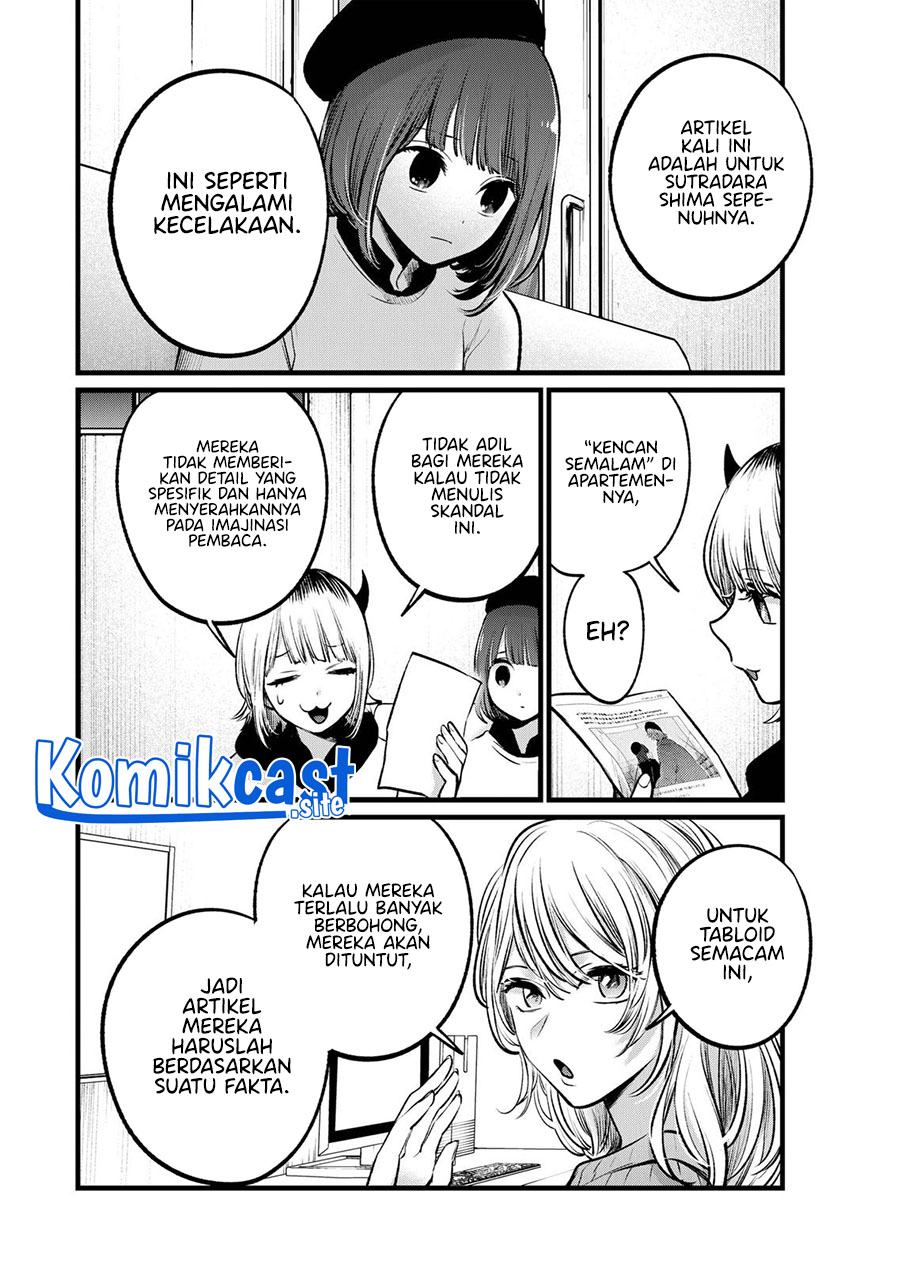 ARTIKEL
KALI INI
ADALAH UNTUK
SUTRADARA
SHIMA SEPE-
NUHNYA.
INI SEPERTI
MENGALAMI
KECELAKAAN.
“KENCAN
SEMALAM” DI
APARTEMEN-
NYA,
EH?
TIDAK ADIL
BAGI MEREKA
KALAU TIDAK
MENULIS
SKANDAL
INI.
MEREKA
TIDAK MEMBERI-
KAN DETAIL YANG
SPESIFIK DAN HANYA
MENYERAHKANNYA
PADA IMAJINASI
PEMBACA.
Komikcast
.site
UNTUK
TABLOID
SEMACAM
INI,
KALAU MEREKA
TERLALU BANYAK
BERBOHONG,
MEREKA AKAN
DITUNTUT,
JADI
ARTIKEL
MEREKA
HARUSLAH
BERDASARKAN
SUATU FAKTA.